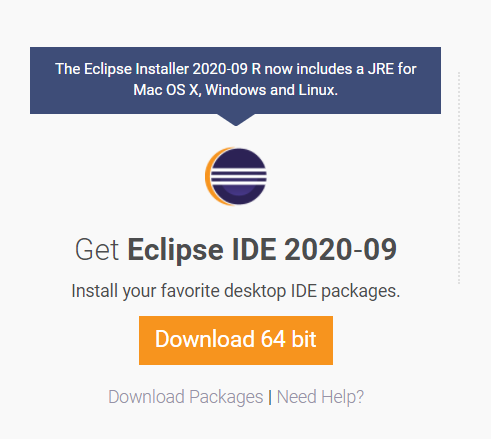 The Eclipse Installer 2020-09 R now includes a JRE for
Mac OS X, Windows and Linux.
Get Eclipse IDE 2020-09
Install your favorite desktop IDE packages.
Download 64 bit
Download Packages | Need Help?